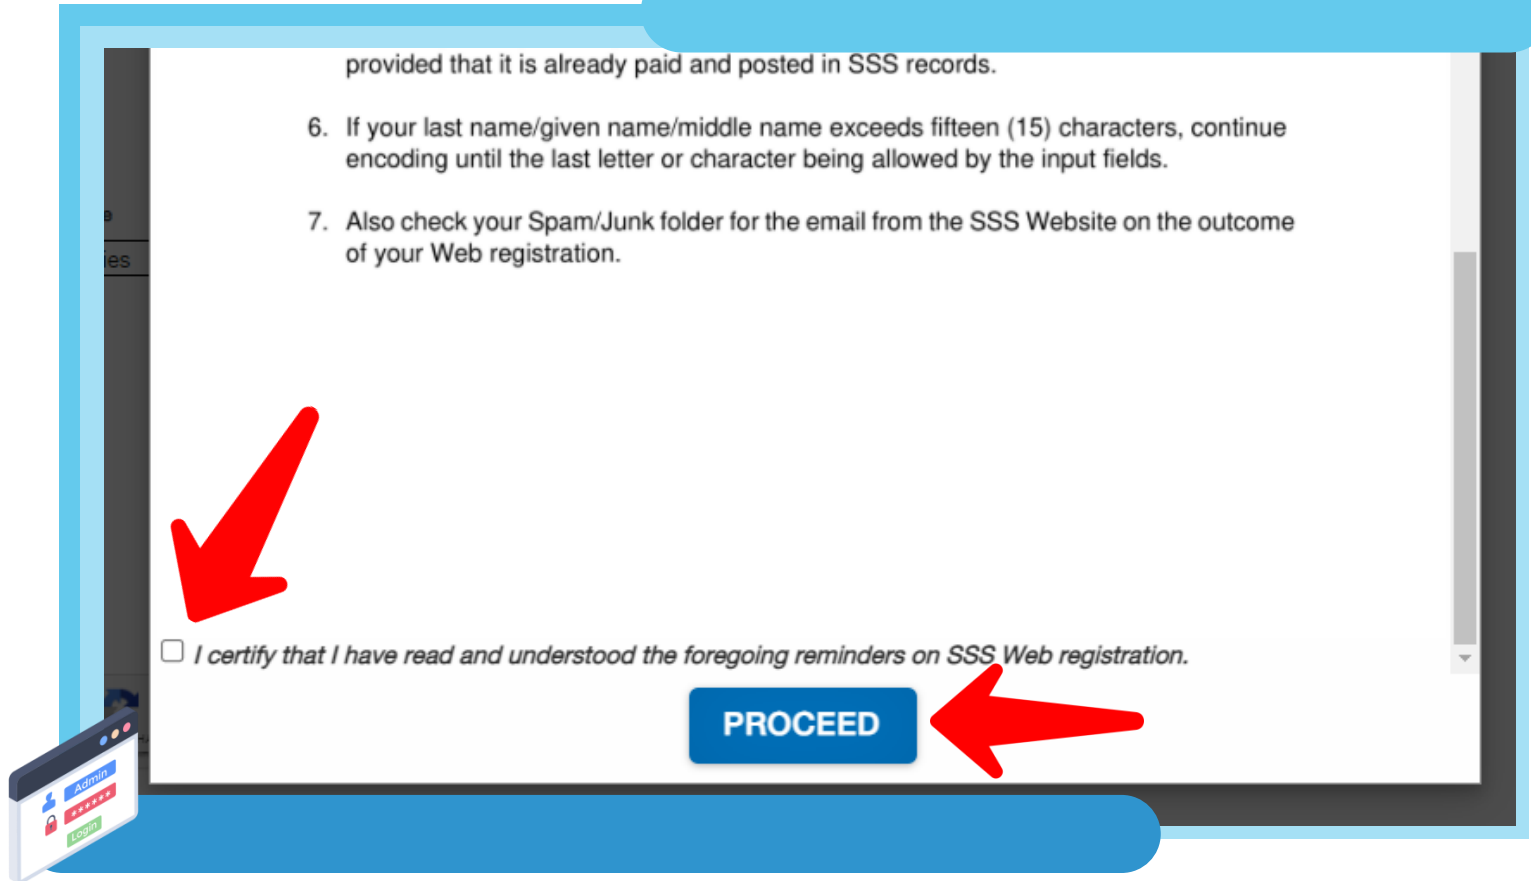 provided that it is already paid and posted in SSS records.
6. If your last name/given name/middle name exceeds fifteen (15) characters, continue
encoding until the last letter or character being allowed by the input fields.
7. Also check your Spam/Junk folder for the email from the SSS Website on the outcome
of your Web registration.
I certify that I have read and understood the foregoing reminders on SSS Web registration.
PROCEED
Admin
******
Login